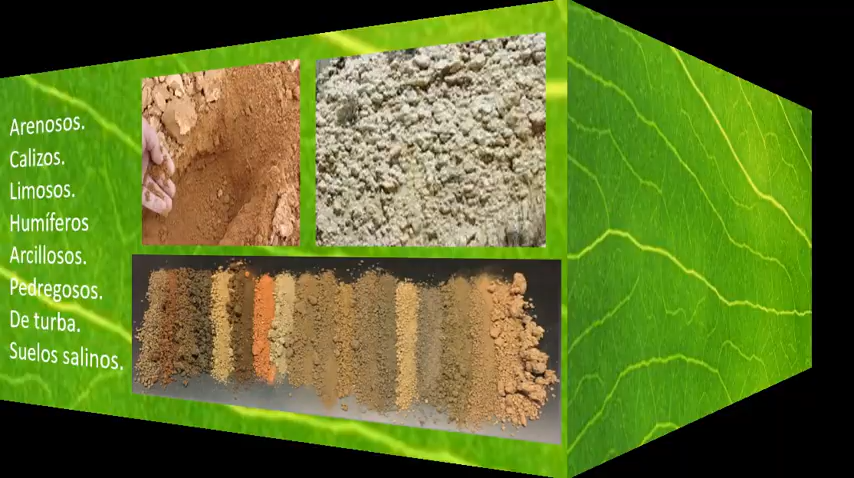 Arenosos.
Calizos.
Limosos.
Humíferos
Arcillosos.
Pedregosos.
De turba.
Suelos salinos.